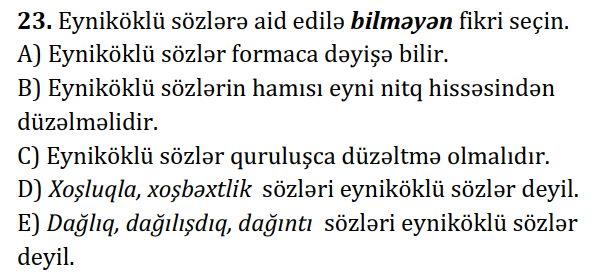 23. Eyniköklü sözlərə aid edilə bilməyən fikri seçin.
A) Eyniköklü sözlər formaca dəyişə bilir.
B) Eyniköklü sözlərin hamısı eyni nitq hissəsindən
düzəlməlidir.
C) Eyniköklü sözlər quruluşca düzəltmə olmalıdır.
D) Xoşluqla, xoşbəxtlik sözləri eyniköklü sözlər deyil.
E) Dağlıq, dağılışdıq, dağıntı sözləri eyniköklü sözlər
deyil.